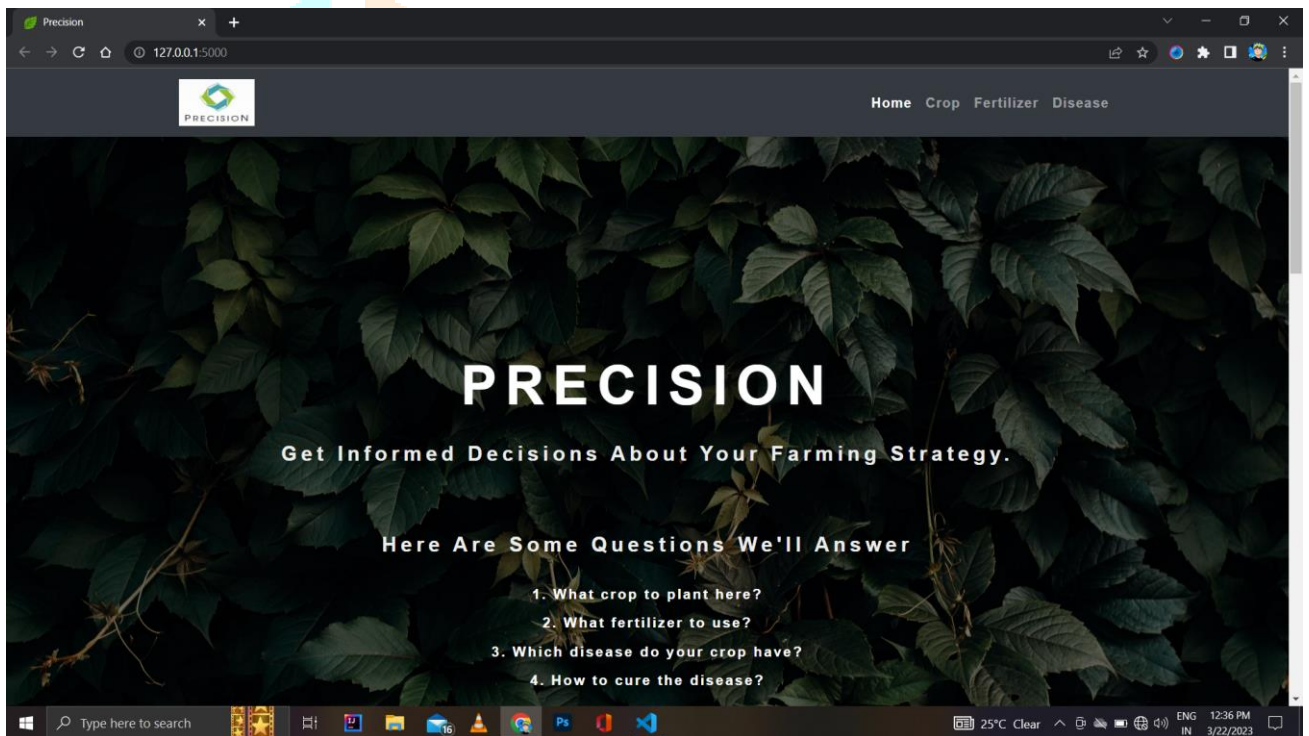 Precision
127.0.0.1:5000
PRECISION
Home Crop Fertilizer Disease
PRECISION
Get Informed Decisions About Your Farming Strategy.
Here Are Some Questions We'll Answer
1. What crop to plant here?
2. What fertilizer to use?
3. Which disease do your crop have?
4. How to cure the disease?
Type here to search
16
Ps
25°C Clear
ENG
IN
12:36 PM
3/22/2023